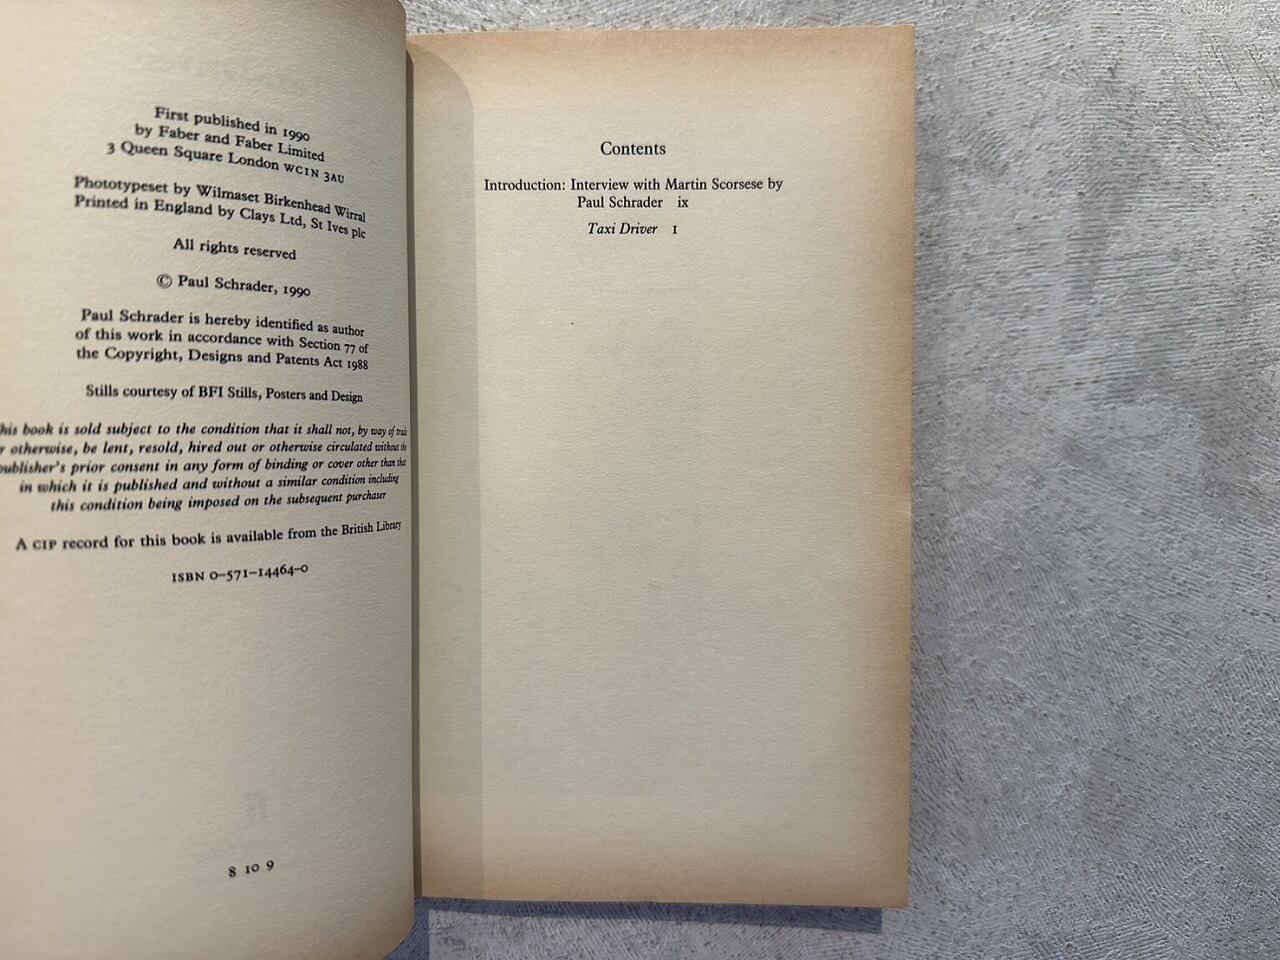 First published in 1990
by Faber and Faber Limited
3 Queen Square London WC1N 3AU
Phototypeset by Wilmaset Birkenhead Wirral
Printed in England by Clays Ltd, St Ives plc
All rights reserved
© Paul Schrader, 1990
Paul Schrader is hereby identified as author
of this work in accordance with Section 77 of
the Copyright, Designs and Patents Act 1988
Stills courtesy of BFI Stills, Posters and Design
his book is sold subject to the condition that it shall not, by way of trade
r otherwise, be lent, resold, hired out or otherwise circulated without the
ublisher's prior consent in any form of binding or cover other than that
in which it is published and without a similar condition including
this condition being imposed on the subsequent purchaser
A CIP record for this book is available from the British Library
ISBN 0–571–14464–0
8 10 9
Contents
Introduction: Interview with Martin Scorsese by
Paul Schrader ix
Taxi Driver 1